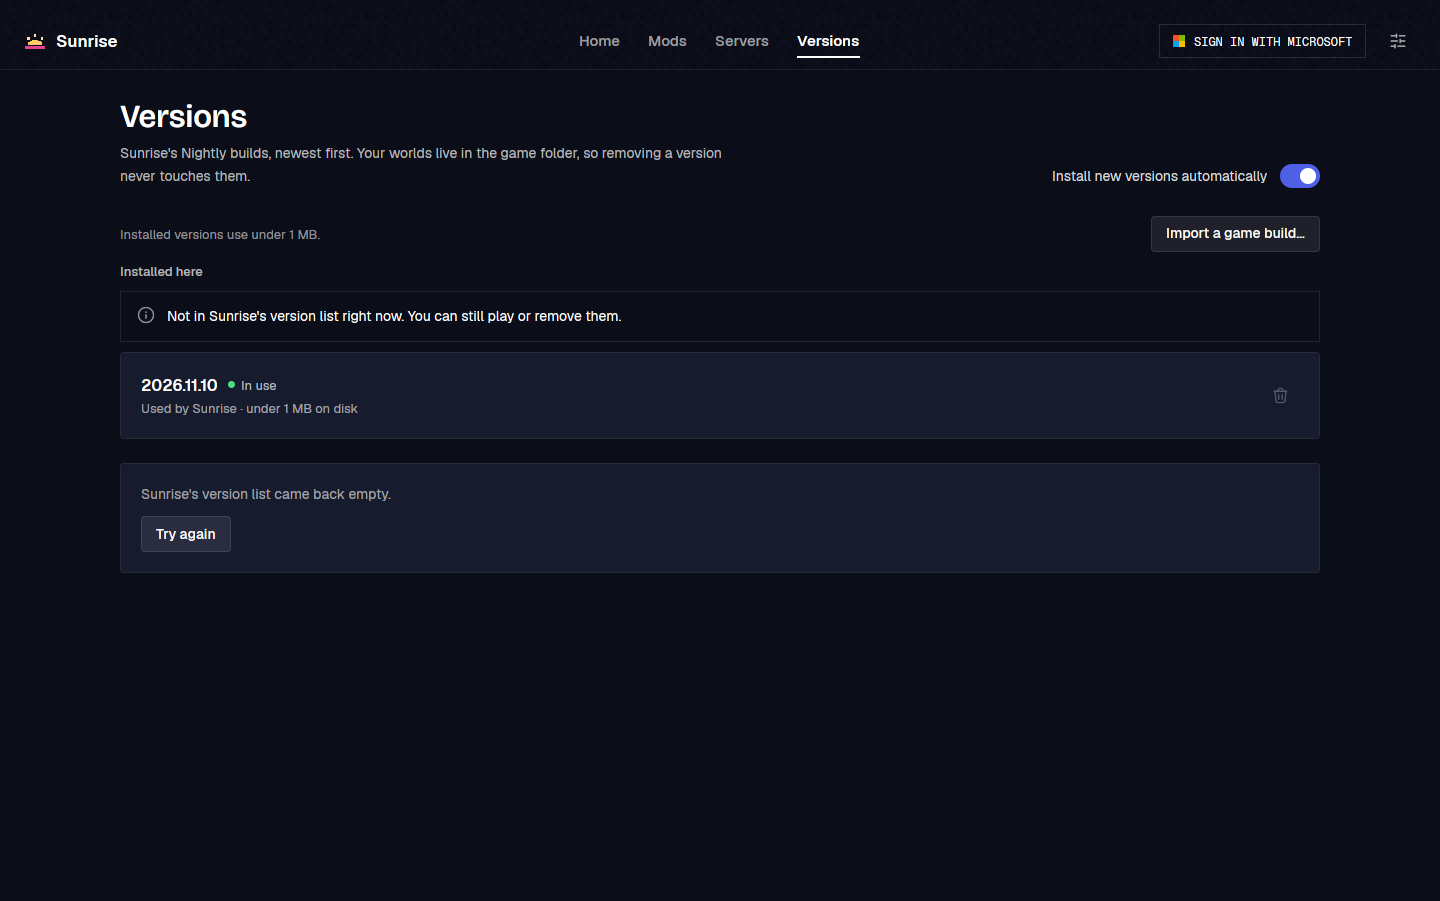 Sunrise
Home
Mods
Servers
Versions
SIGN IN WITH MICROSOFT
Versions
Sunrise's Nightly builds, newest first. Your worlds live in the game folder, so removing a version
never touches them.
Install new versions automatically
Installed versions use under 1 MB.
Import a game build...
Installed here
Not in Sunrise's version list right now. You can still play or remove them.
2026.11.10
In use
Used by Sunrise · under 1 MB on disk
Sunrise's version list came back empty.
Try again